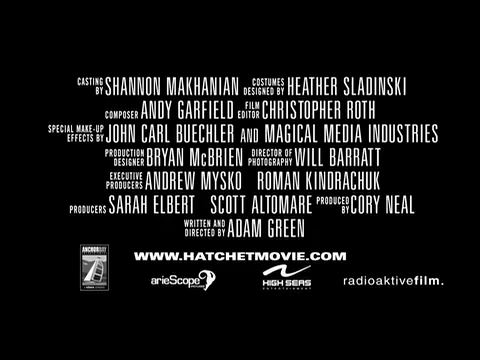 CASTING BY SHANNON MAKHANIAN COSTUMES DESIGNED BY HEATHER SLADINSKI
COMPOSER ANDY GARFIELD FILM EDITOR CHRISTOPHER ROTH
SPECIAL MAKE-UP EFFECTS BY JOHN CARL BUECHLER AND MAGICAL MEDIA INDUSTRIES
PRODUCTION DESIGNER BRYAN McBRIEN DIRECTOR OF PHOTOGRAPHY WILL BARRATT
EXECUTIVE PRODUCERS ANDREW MYSKO ROMAN KINDRACHUK
PRODUCERS SARAH ELBERT SCOTT ALTOMARE PRODUCED BY CORY NEAL
WRITTEN AND DIRECTED BY ADAM GREEN
ANCHOR BAY
WWW.HATCHETMOVIE.COM
arieScope PICTURES
HIGH SEAS ENTERTAINMENT
radioaktivefilm.